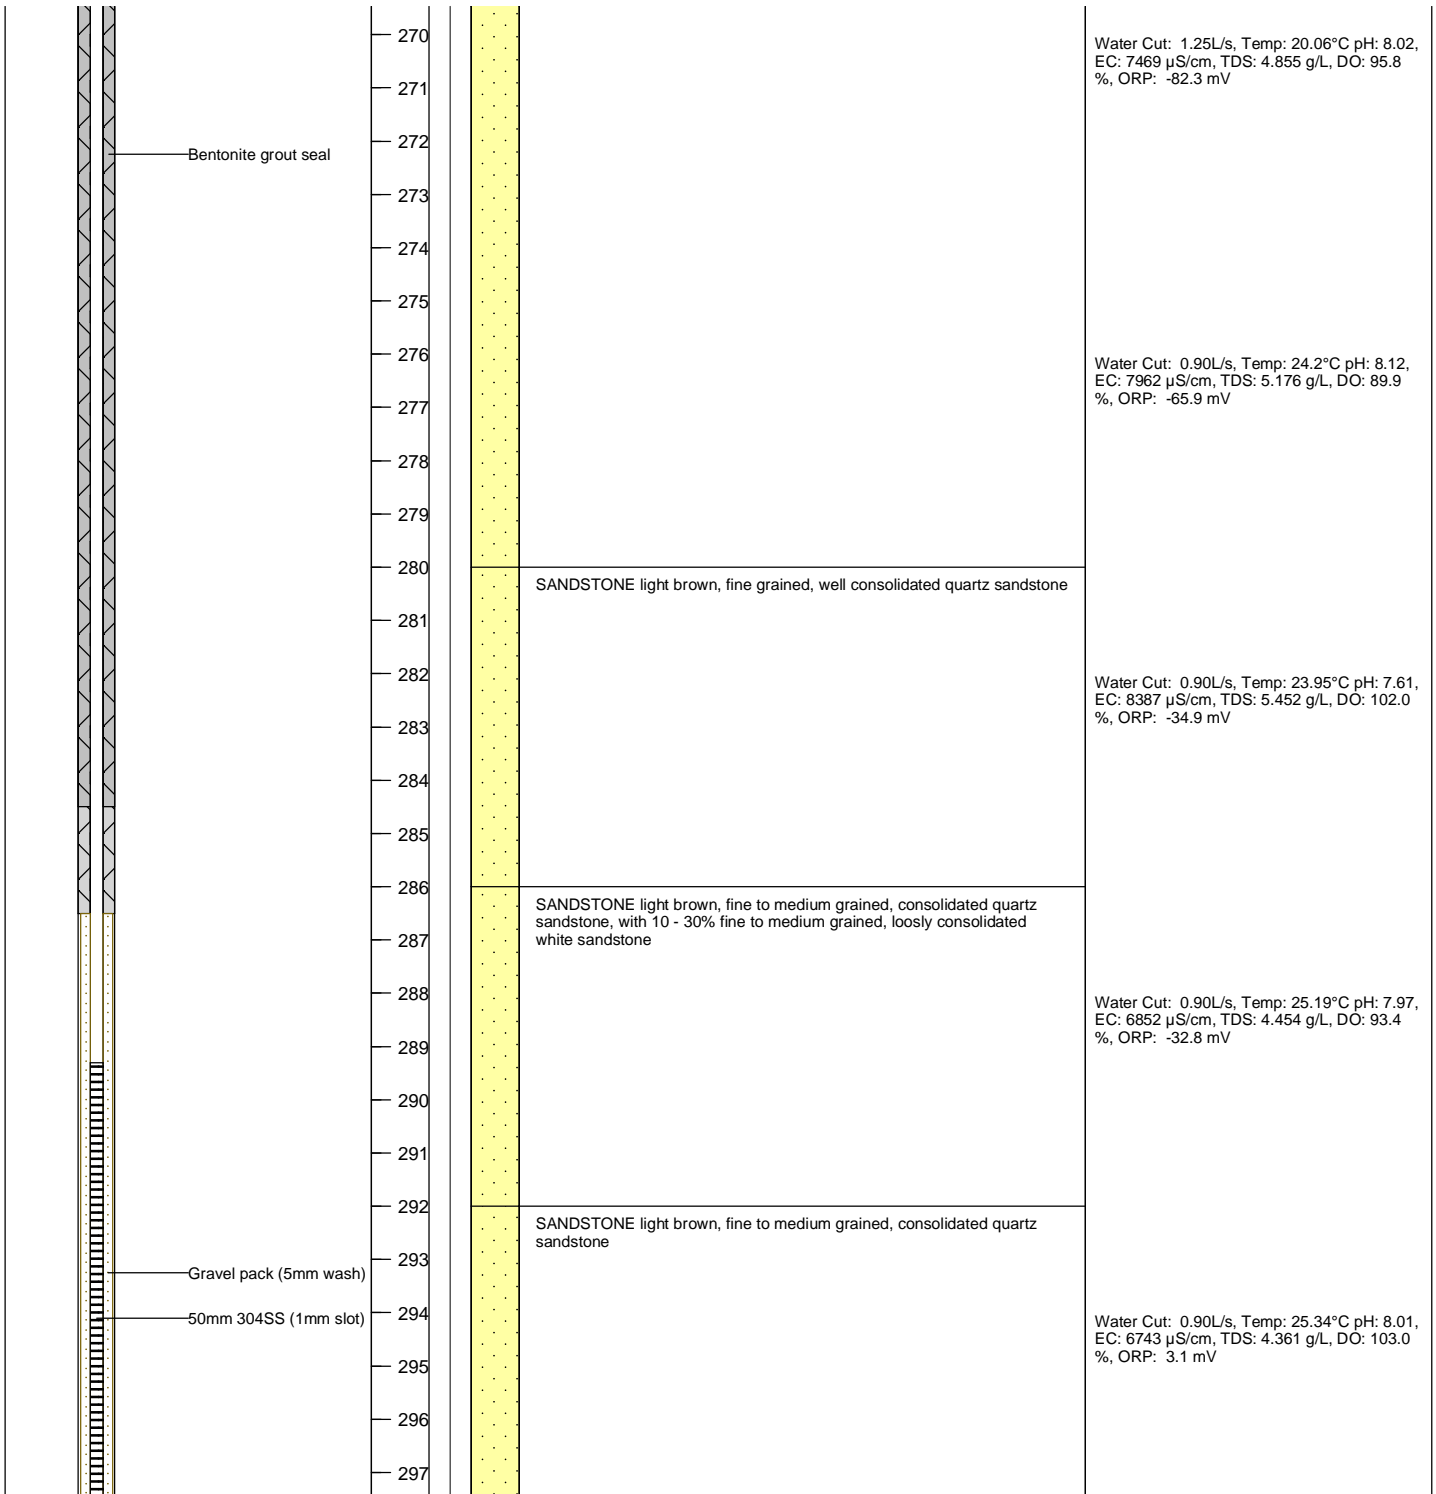 270
Water Cut: 1.25L/s, Temp: 20.06°C pH: 8.02,
EC: 7469 µS/cm, TDS: 4.855 g/L, DO: 95.8
%, ORP: -82.3 mV
271
272
Bentonite grout seal
273
274
275
276
Water Cut: 0.90L/s, Temp: 24.2°C pH: 8.12,
EC: 7962 µS/cm, TDS: 5.176 g/L, DO: 89.9
%, ORP: -65.9 mV
277
278
279
280
SANDSTONE light brown, fine grained, well consolidated quartz sandstone
281
282
Water Cut: 0.90L/s, Temp: 23.95°C pH: 7.61,
EC: 8387 µS/cm, TDS: 5.452 g/L, DO: 102.0
%, ORP: -34.9 mV
283
284
285
286
SANDSTONE light brown, fine to medium grained, consolidated quartz
sandstone, with 10 - 30% fine to medium grained, loosly consolidated
white sandstone
287
288
Water Cut: 0.90L/s, Temp: 25.19°C pH: 7.97,
EC: 6852 µS/cm, TDS: 4.454 g/L, DO: 93.4
%, ORP: -32.8 mV
289
290
291
292
SANDSTONE light brown, fine to medium grained, consolidated quartz
sandstone
293
Gravel pack (5mm wash)
294
50mm 304SS (1mm slot)
Water Cut: 0.90L/s, Temp: 25.34°C pH: 8.01,
EC: 6743 µS/cm, TDS: 4.361 g/L, DO: 103.0
%, ORP: 3.1 mV
295
296
297